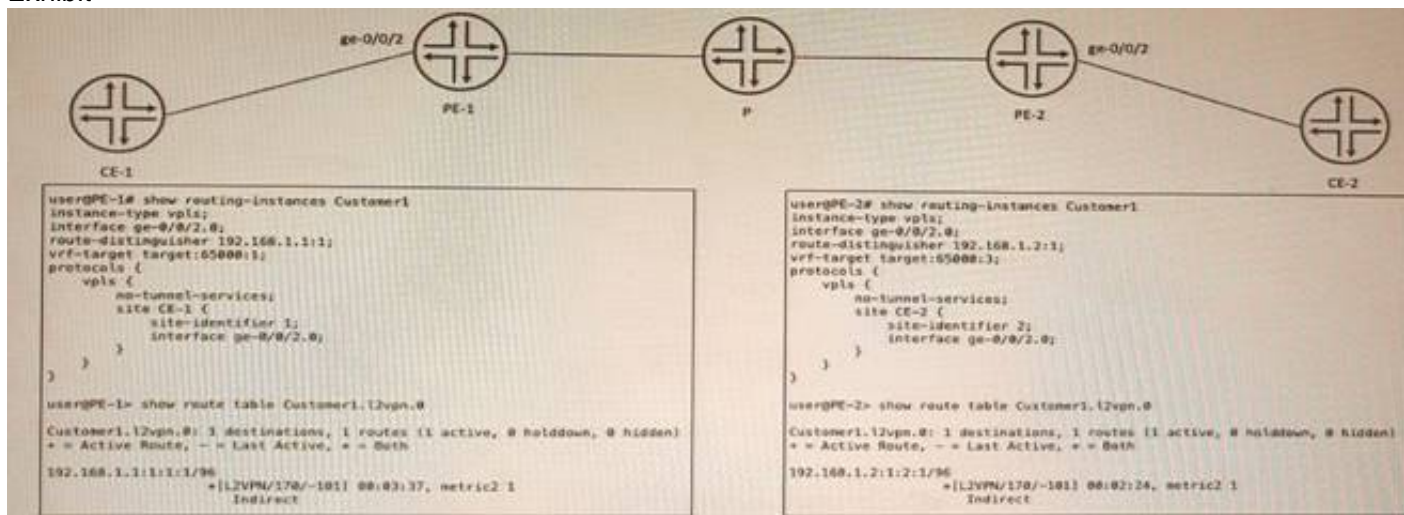 Exhibit
ge-0/0/2
ge-0/0/2
PE-1
P
PE-2
CE-1
CE-2
user@PE-1# show routing-instances Customer1
instance-type vpls;
interface ge-0/0/2.0;
route-distinguisher 192.168.1.1:1;
vrf-target target:65000:1;
protocols {
vpls {
no-tunnel-services;
site CE-1 {
site-identifier 1;
interface ge-0/0/2.0;
}
}
}
user@PE-1> show route table Customer1.l2vpn.0
Customer1.l2vpn.0: 1 destinations, 1 routes (1 active, 0 holddown, 0 hidden)
+ = Active Route, - = Last Active, * = Both
192.168.1.1:1:1:1/96
*[L2VPN/170/-101] 00:03:37, metric2 1
Indirect
user@PE-2# show routing-instances Customer1
instance-type vpls;
interface ge-0/0/2.0;
route-distinguisher 192.168.1.2:1;
vrf-target target:65000:3;
protocols {
vpls {
no-tunnel-services;
site CE-2 {
site-identifier 2;
interface ge-0/0/2.0;
}
}
}
user@PE-2> show route table Customer1.l2vpn.0
Customer1.l2vpn.0: 1 destinations, 1 routes (1 active, 0 holddown, 0 hidden)
+ = Active Route, - = Last Active, * = Both
192.168.1.2:1:2:1/96
*[L2VPN/170/-101] 00:02:24, metric2 1
Indirect